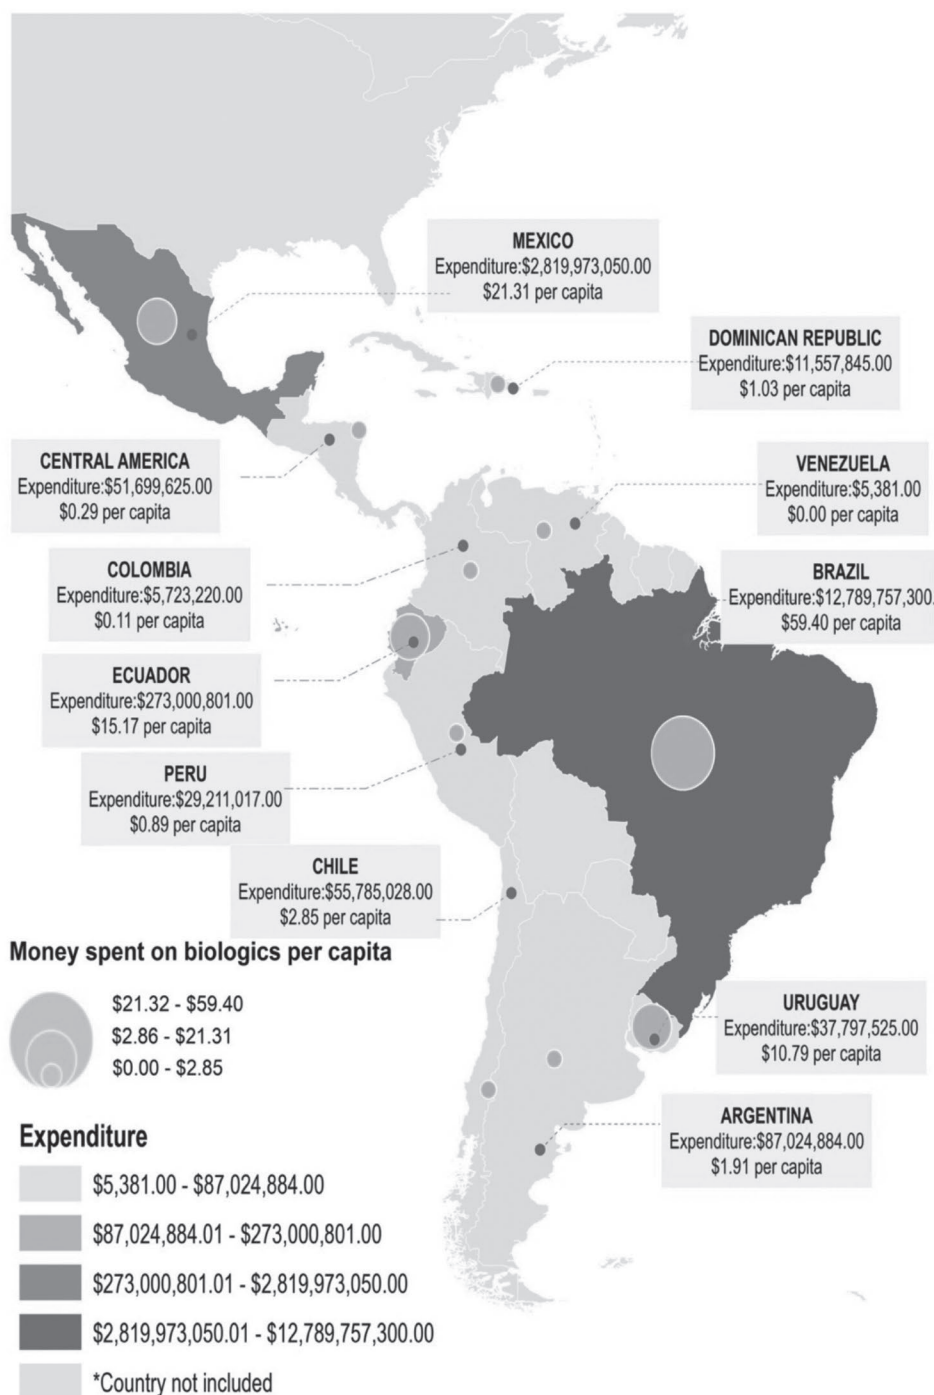 MEXICO
Expenditure:$2,819,973,050.00
$21.31 per capita
DOMINICAN REPUBLIC
Expenditure:$11,557,845.00
$1.03 per capita
CENTRAL AMERICA
Expenditure:$51,699,625.00
$0.29 per capita
VENEZUELA
Expenditure:$5,381.00
$0.00 per capita
COLOMBIA
Expenditure:$5,723,220.00
$0.11 per capita
BRAZIL
Expenditure:$12,789,757,300.
$59.40 per capita
ECUADOR
Expenditure:$273,000,801.00
$15.17 per capita
PERU
Expenditure:$29,211,017.00
$0.89 per capita
CHILE
Expenditure:$55,785,028.00
$2.85 per capita
Money spent on biologics per capita
$21.32 - $59.40
$2.86 - $21.31
$0.00 - $2.85
URUGUAY
Expenditure:$37,797,525.00
$10.79 per capita
ARGENTINA
Expenditure:$87,024,884.00
$1.91 per capita
Expenditure
$5,381.00 - $87,024,884.00
$87,024,884.01 - $273,000,801.00
$273,000,801.01 - $2,819,973,050.00
$2,819,973,050.01 - $12,789,757,300.00
*Country not included